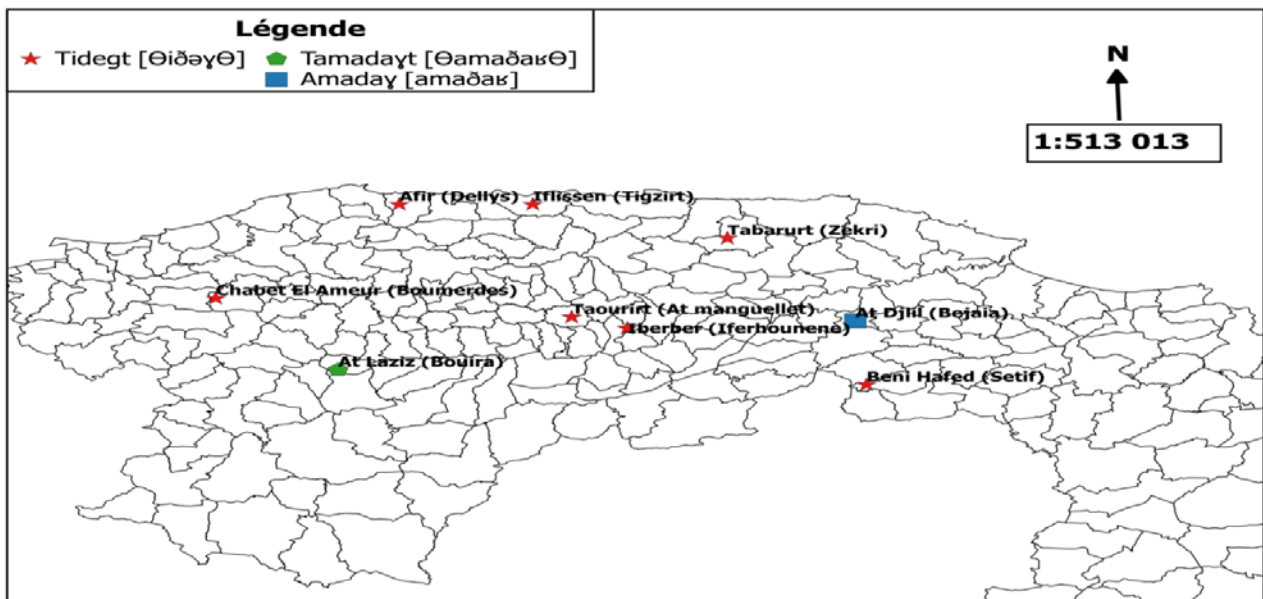 Légende
Tidegt [ϴiðəɣϴ]
Tamadaɣt [ϴamaðaʁϴ]
Amadaɣ [amaðaʁ]
N
1:513 013
Afir (Dellys)
Iflissen (Tigzirt)
Tabarurt (Zekri)
Chabet El Ameur (Boumerdes)
Taourirt (At manguellet)
At Djlil (Bejaia)
Iberber (Iferhounene)
At Laziz (Bouira)
Beni Hafed (Setif)